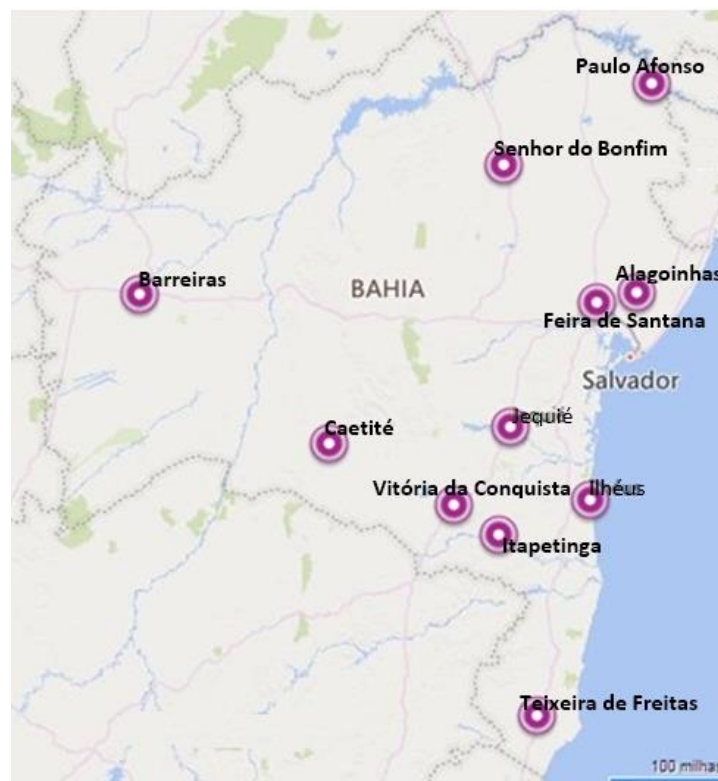 Paulo Afonso
Senhor do Bonfim
Alagoinhas
Barreiras
BAHIA
Feira de Santana
Salvador
Jequié
Caetité
Vitória da Conquista
ilhéus
Itapetinga
Teixeira de Freitas
100 milhas